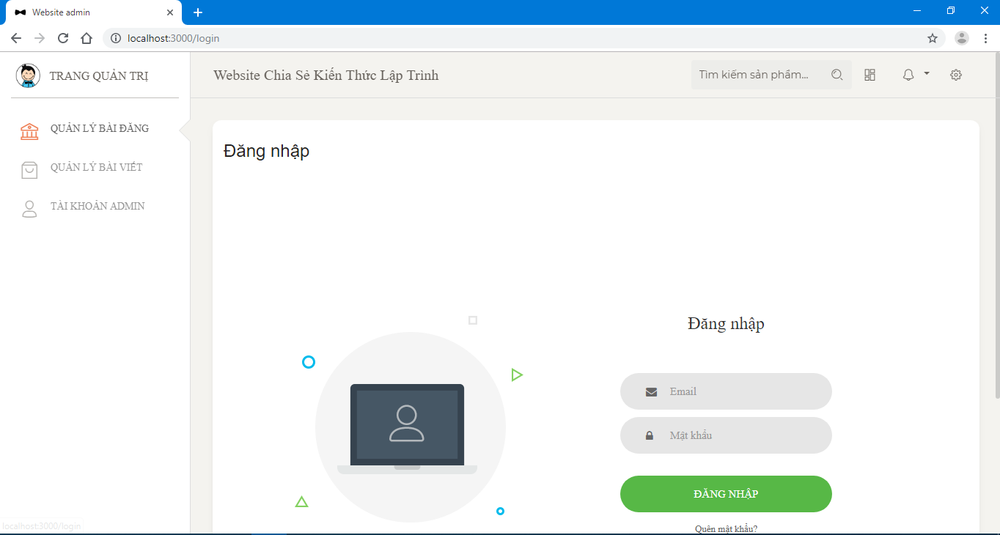 Website admin
localhost:3000/login
TRANG QUẢN TRỊ
Website Chia Sẻ Kiến Thức Lập Trình
Tìm kiếm sản phẩm...
QUẢN LÝ BÀI ĐĂNG
QUẢN LÝ BÀI VIẾT
TÀI KHOẢN ADMIN
Đăng nhập
Đăng nhập
Email
Mật khẩu
ĐĂNG NHẬP
Quên mật khẩu?
localhost:3000/login